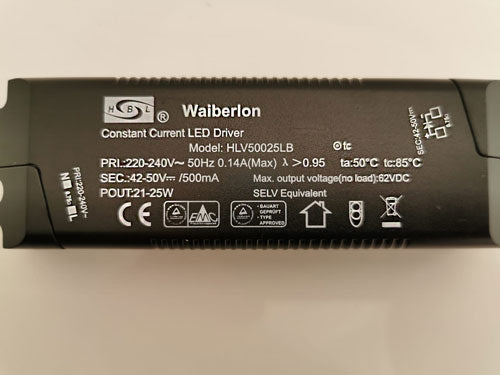 HBL ® Waiberlon
Constant Current LED Driver
Model: HLV50025LB
tc
PRI.:220-240V~ 50Hz 0.14A(Max) λ>0.95 ta:50°C tc:85°C
SEC.:42-50V⎓/500mA Max. output voltage(no load):62VDC
POUT:21-25W SELV Equivalent
CE EMC
• BAUART
GEPRÜFT
• TYPE
APPROVED
PRI:220-240V~
N L
SEC:42-50V⎓